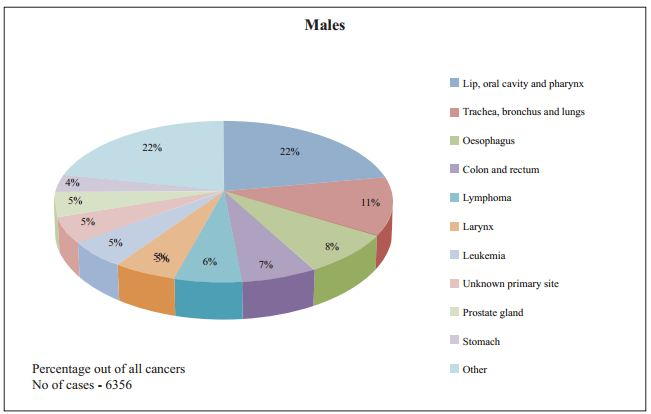 Males
22%
22%
4%
5%
11%
5%
5%
8%
5%
6%
7%
Lip, oral cavity and pharynx
Trachea, bronchus and lungs
Oesophagus
Colon and rectum
Lymphoma
Larynx
Leukemia
Unknown primary site
Prostate gland
Stomach
Other
Percentage out of all cancers
No of cases - 6356